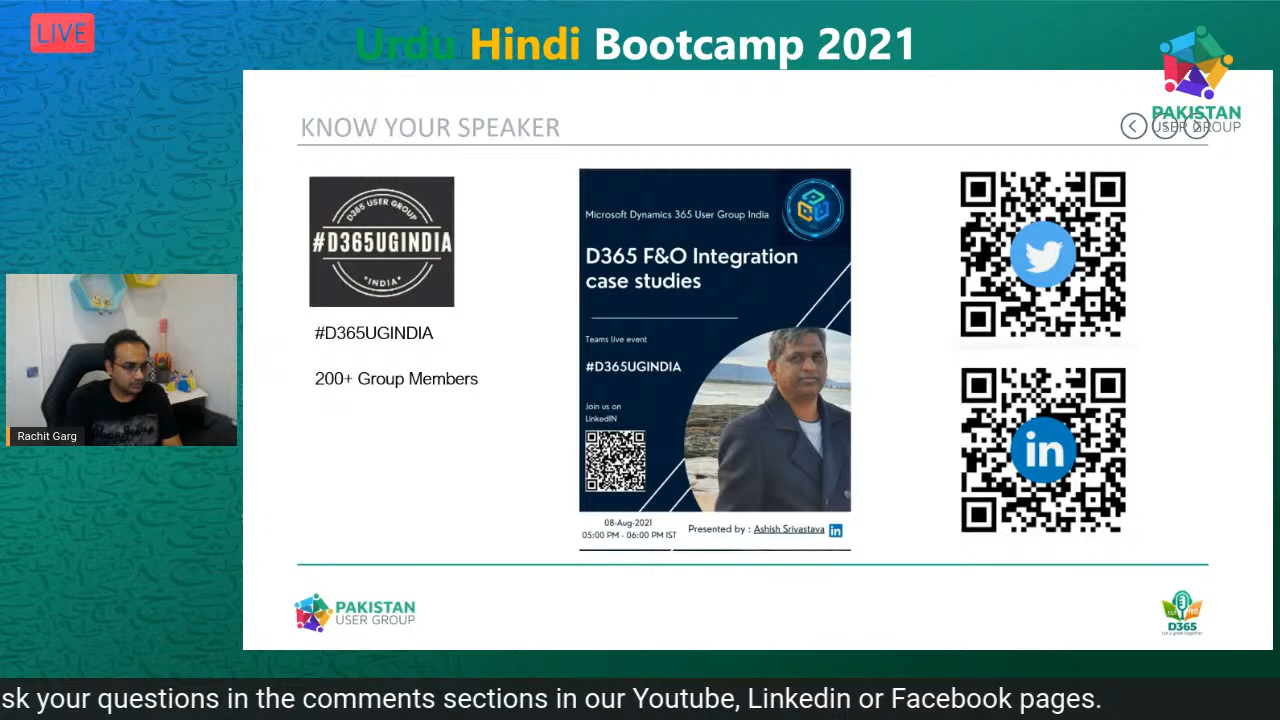 LIVE
Urdu Hindi Bootcamp 2021
PAKISTAN
USER GROUP
KNOW YOUR SPEAKER
D365 USER GROUP
#D365UGINDIA
INDIA
#D365UGINDIA
200+ Group Members
Microsoft Dynamics 365 User Group India
D365 F&O Integration
case studies
Teams live event
#D365UGINDIA
Join us on
LinkedIN
08-Aug-2021
05:00 PM - 06:00 PM IST
Presented by : Ashish Srivastava in
in
Rachit Garg
PAKISTAN
USER GROUP
D365
sk your questions in the comments sections in our Youtube, Linkedin or Facebook pages.